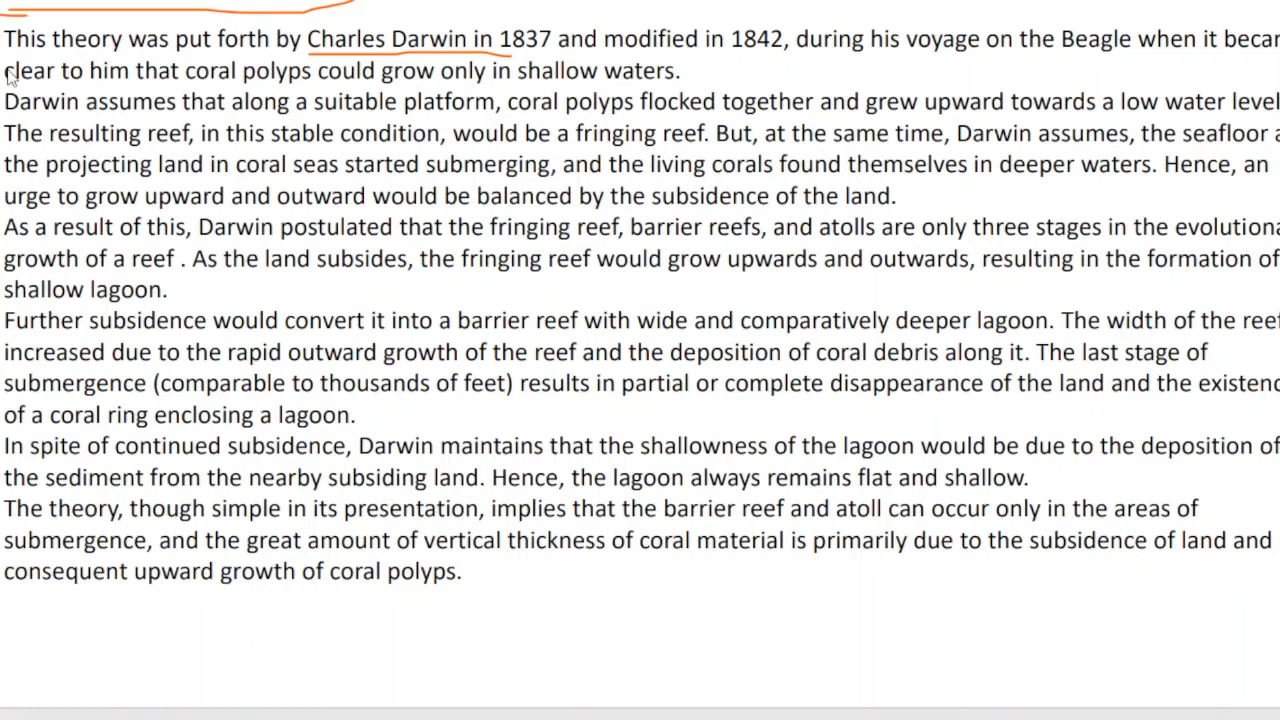 This theory was put forth by Charles Darwin in 1837 and modified in 1842, during his voyage on the Beagle when it
clear to him that coral polyps could grow only in shallow waters.
Darwin assumes that along a suitable platform, coral polyps flocked together and grew upward towards a low water level
The resulting reef, in this stable condition, would be a fringing reef. But, at the same time, Darwin assumes, the seafloor
the projecting land in coral seas started submerging, and the living corals found themselves in deeper waters. Hence, an
urge to grow upward and outward would be balanced by the subsidence of the land.
As a result of this, Darwin postulated that the fringing reef, barrier reefs, and atolls are only three stages in the
growth of a reef . As the land subsides, the fringing reef would grow upwards and outwards, resulting in the formation of
shallow lagoon.
Further subsidence would convert it into a barrier reef with wide and comparatively deeper lagoon. The width of the reef
increased due to the rapid outward growth of the reef and the deposition of coral debris along it. The last stage of
submergence (comparable to thousands of feet) results in partial or complete disappearance of the land and the
of a coral ring enclosing a lagoon.
In spite of continued subsidence, Darwin maintains that the shallowness of the lagoon would be due to the deposition of
the sediment from the nearby subsiding land. Hence, the lagoon always remains flat and shallow.
The theory, though simple in its presentation, implies that the barrier reef and atoll can occur only in the areas of
submergence, and the great amount of vertical thickness of coral material is primarily due to the subsidence of land and
consequent upward growth of coral polyps.